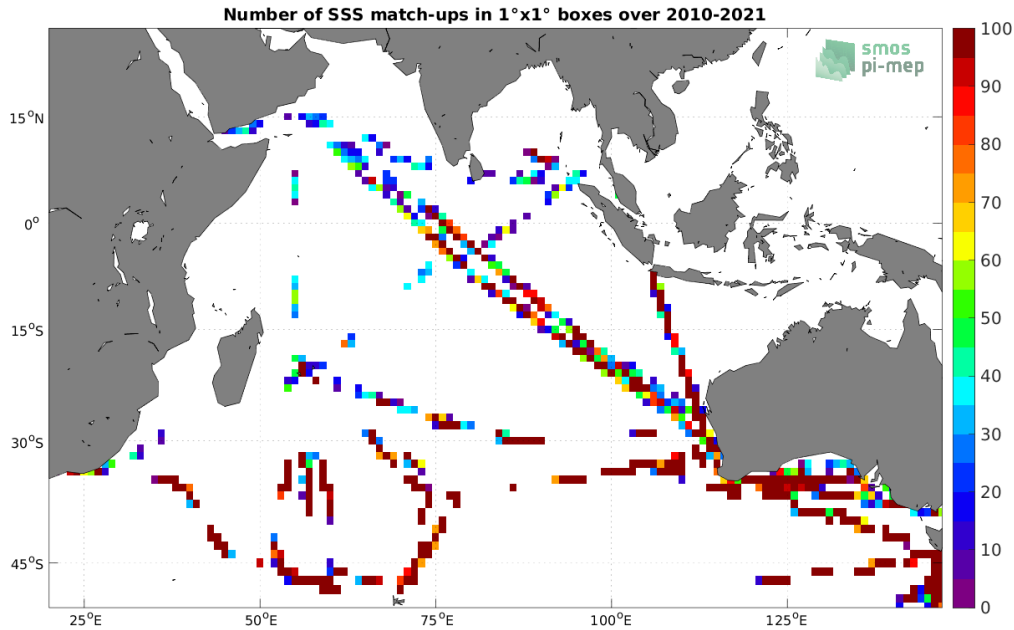 Number of SSS match-ups in 1°x1° boxes over 2010-2021
smos
pi-mep
100
90
80
70
60
50
40
30
20
10
0
15°N
0°
15°S
30°S
45°S
25°E
50°E
75°E
100°E
125°E